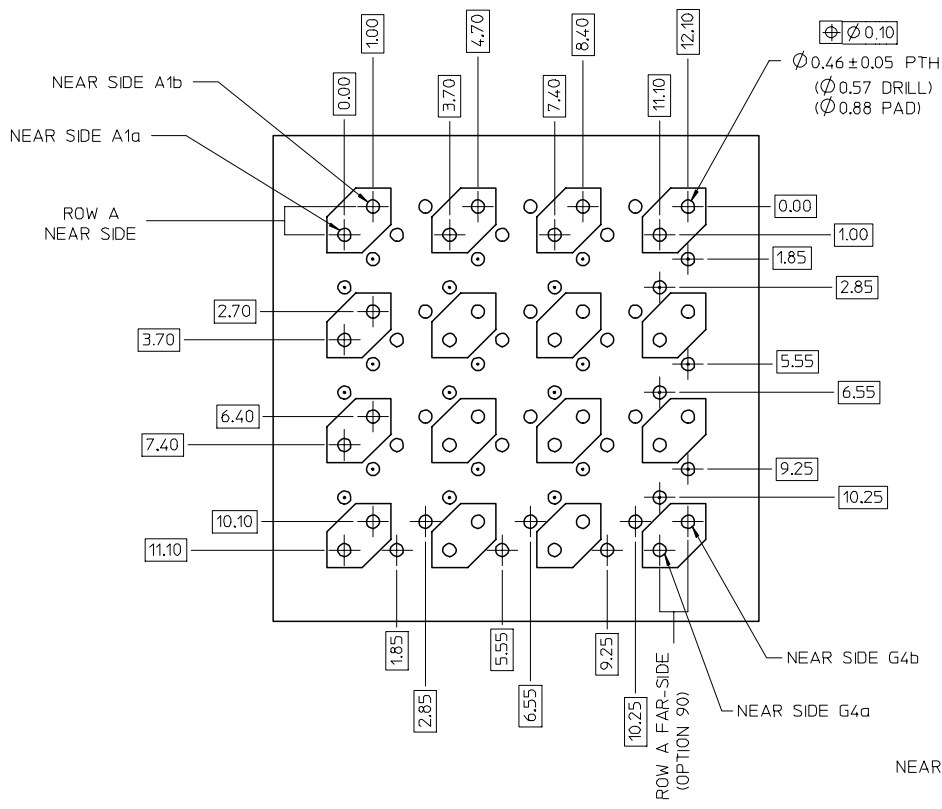 1.00
4.70
8.40
12.10
0.00
3.70
7.40
11.10
⌖ ∅ 0.10
∅ 0.46 ±0.05 PTH
(∅ 0.57 DRILL)
(∅ 0.88 PAD)
NEAR SIDE A1b
NEAR SIDE A1a
ROW A
NEAR SIDE
0.00
1.00
1.85
2.85
2.70
3.70
5.55
6.55
6.40
7.40
9.25
10.25
10.10
11.10
1.85
2.85
5.55
6.55
9.25
10.25
ROW A FAR-SIDE
(OPTION 90)
NEAR SIDE G4b
NEAR SIDE G4a
NEAR